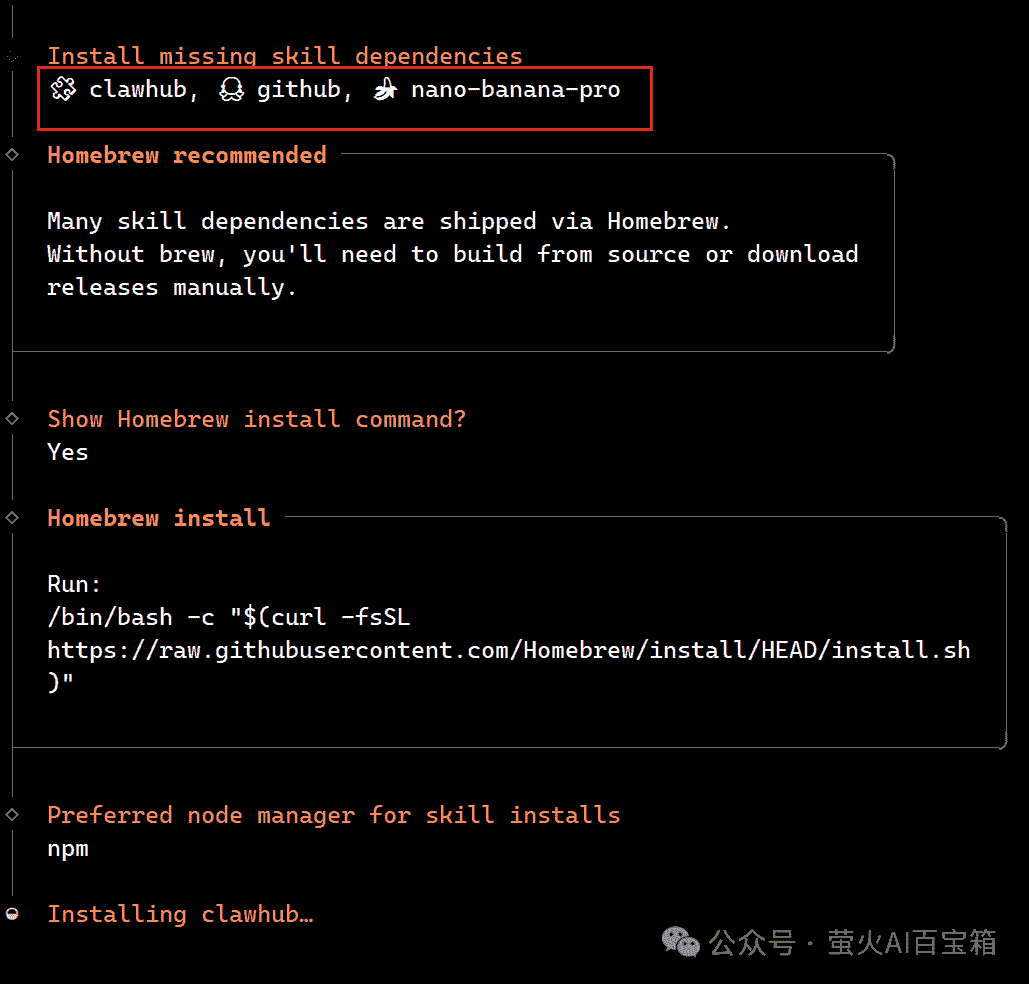 Install missing skill dependencies
🧩 clawhub, 🐙 github, 🍌 nano-banana-pro
Homebrew recommended
Many skill dependencies are shipped via Homebrew.
Without brew, you'll need to build from source or download
releases manually.
Show Homebrew install command?
Yes
Homebrew install
Run:
/bin/bash -c "$(curl -fsSL
https://raw.githubusercontent.com/Homebrew/install/HEAD/install.sh
)"
Preferred node manager for skill installs
npm
Installing clawhub…
公众号 · 萤火AI百宝箱